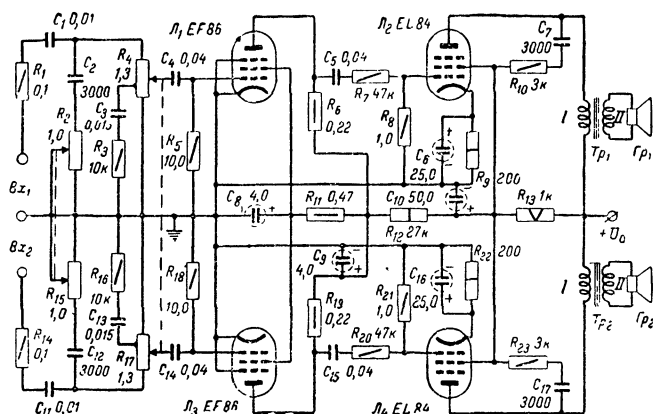 C1 0,01
R1
0,1
C2
3000
R2
1,0
R4
1,3
C3
0,015
R3
10к
C4 0,04
R5
10,0
Л1 EF86
C5 0,04
R7 47к
R6
0,22
Л2 EL84
R8
1,0
C6
25,0
R9 200
C7
3000
R10 3к
I
II
Тр1
Гр1
Вх1
C8 4,0
R11 0,47
C10 50,0
R12 27к
R13 1к
+U0
Вх2
R15
1,0
R16
10к
C13
0,015
R18
10,0
C9
4,0
R19
0,22
R21
1,0
C16
25,0
R22 200
I
II
Тр2
Гр2
R14
0,1
C12
3000
R17
1,3
C14 0,04
R20 47к
C15 0,04
R23 3к
C17
3000
C11 0,01
Л3 EF86
Л4 EL84